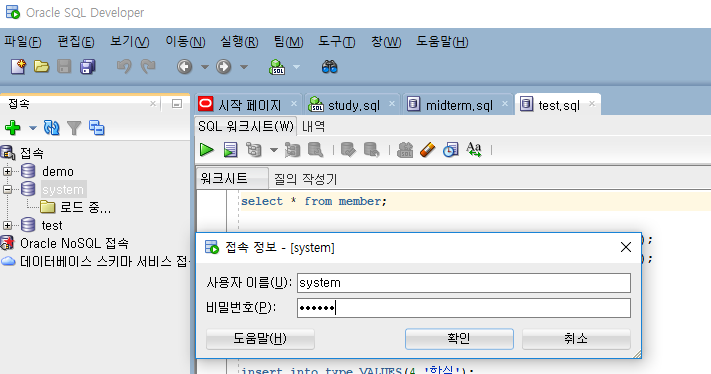 Oracle SQL Developer
파일(F) 편집(E) 보기(V) 이동(N) 실행(R) 팀(M) 도구(T) 창(W) 도움말(H)
SQL
접속
시작 페이지 study.sql midterm.sql test.sql
SQL 워크시트(W) 내역
Aa
워크시트 질의 작성기
접속
demo
system
로드 중...
test
Oracle NoSQL 접속
데이터베이스 스키마 서비스 접속
select * from member;
);
);
접속 정보 - [system]
사용자 이름(U): system
비밀번호(P): ••••••
도움말(H) 확인 취소
insert into type VALUES(4,'한식');